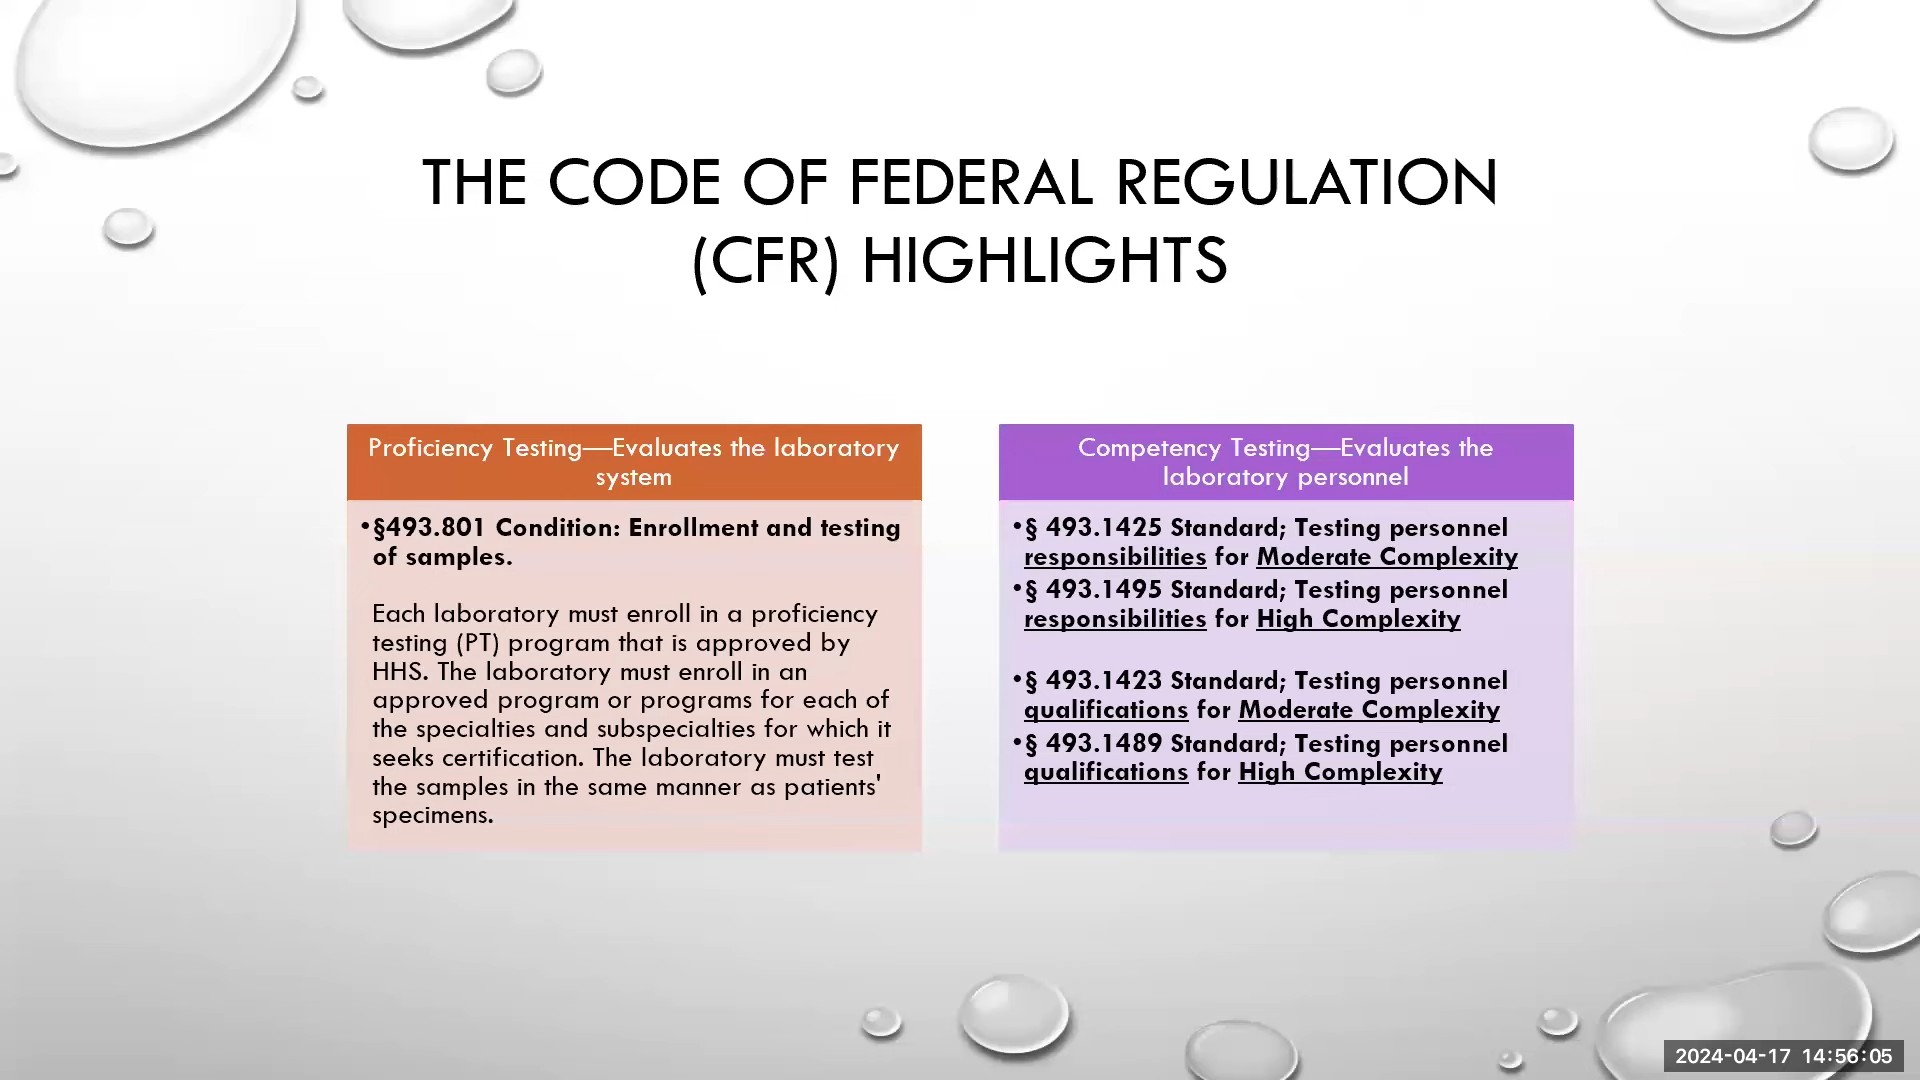 THE CODE OF FEDERAL REGULATION
(CFR) HIGHLIGHTS
Proficiency Testing—Evaluates the laboratory
system
•§493.801 Condition: Enrollment and testing
of samples.
Each laboratory must enroll in a proficiency
testing (PT) program that is approved by
HHS. The laboratory must enroll in an
approved program or programs for each of
the specialties and subspecialties for which it
seeks certification. The laboratory must test
the samples in the same manner as patients'
specimens.
Competency Testing—Evaluates the
laboratory personnel
•§ 493.1425 Standard; Testing personnel
responsibilities for Moderate Complexity
•§ 493.1495 Standard; Testing personnel
responsibilities for High Complexity
•§ 493.1423 Standard; Testing personnel
qualifications for Moderate Complexity
•§ 493.1489 Standard; Testing personnel
qualifications for High Complexity
2024-04-17 14:56:05